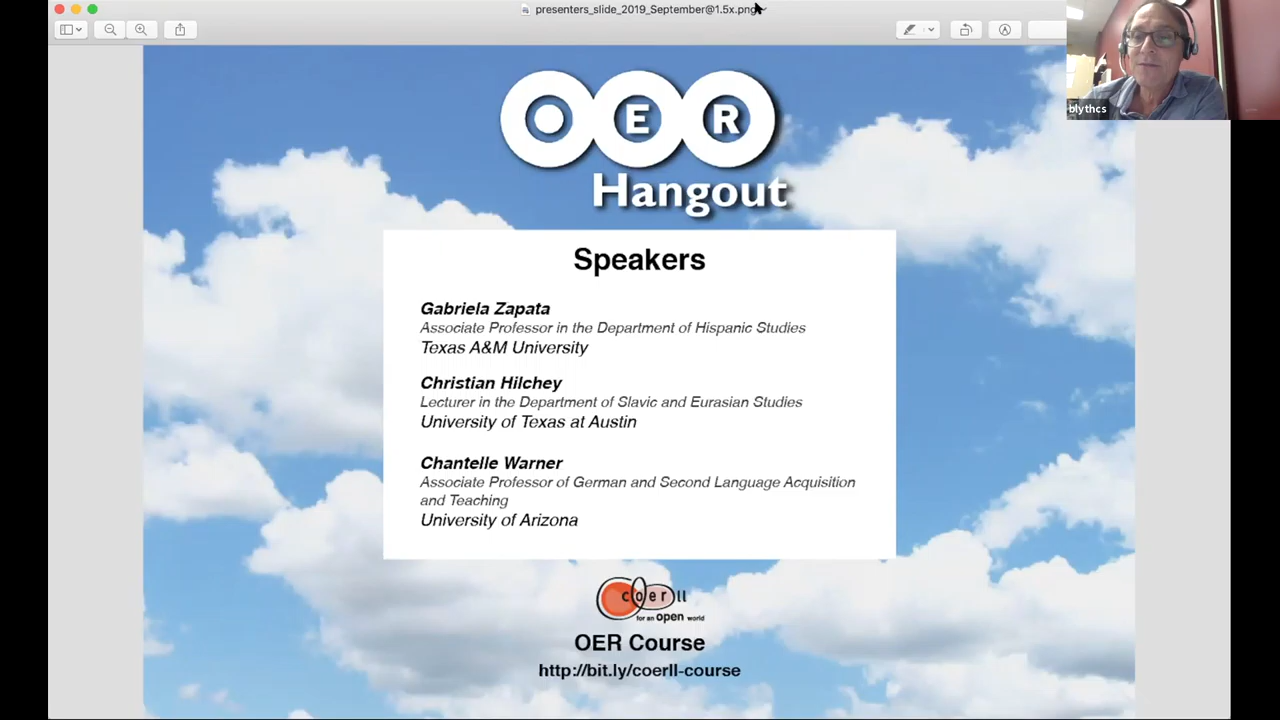 presenters_slide_2019_September@1.5x.png
blythcs
OER
Hangout
Speakers
Gabriela Zapata
Associate Professor in the Department of Hispanic Studies
Texas A&M University
Christian Hilchey
Lecturer in the Department of Slavic and Eurasian Studies
University of Texas at Austin
Chantelle Warner
Associate Professor of German and Second Language Acquisition
and Teaching
University of Arizona
coerll
for an open world
OER Course
http://bit.ly/coerll-course